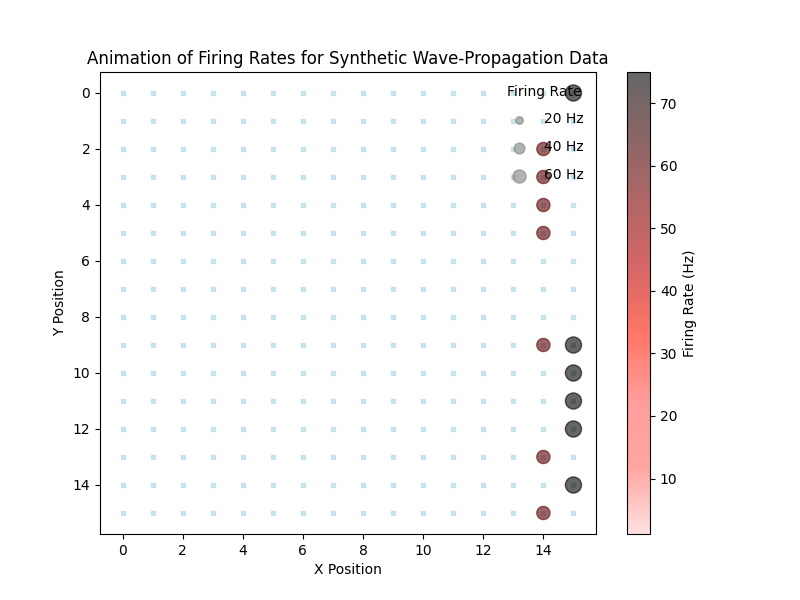 Animation of Firing Rates for Synthetic Wave-Propagation Data
Firing Rate
20 Hz
40 Hz
60 Hz
0
2
4
6
8
10
12
14
Y Position
0 2 4 6 8 10 12 14
X Position
70
60
50
40
30
20
10
Firing Rate (Hz)